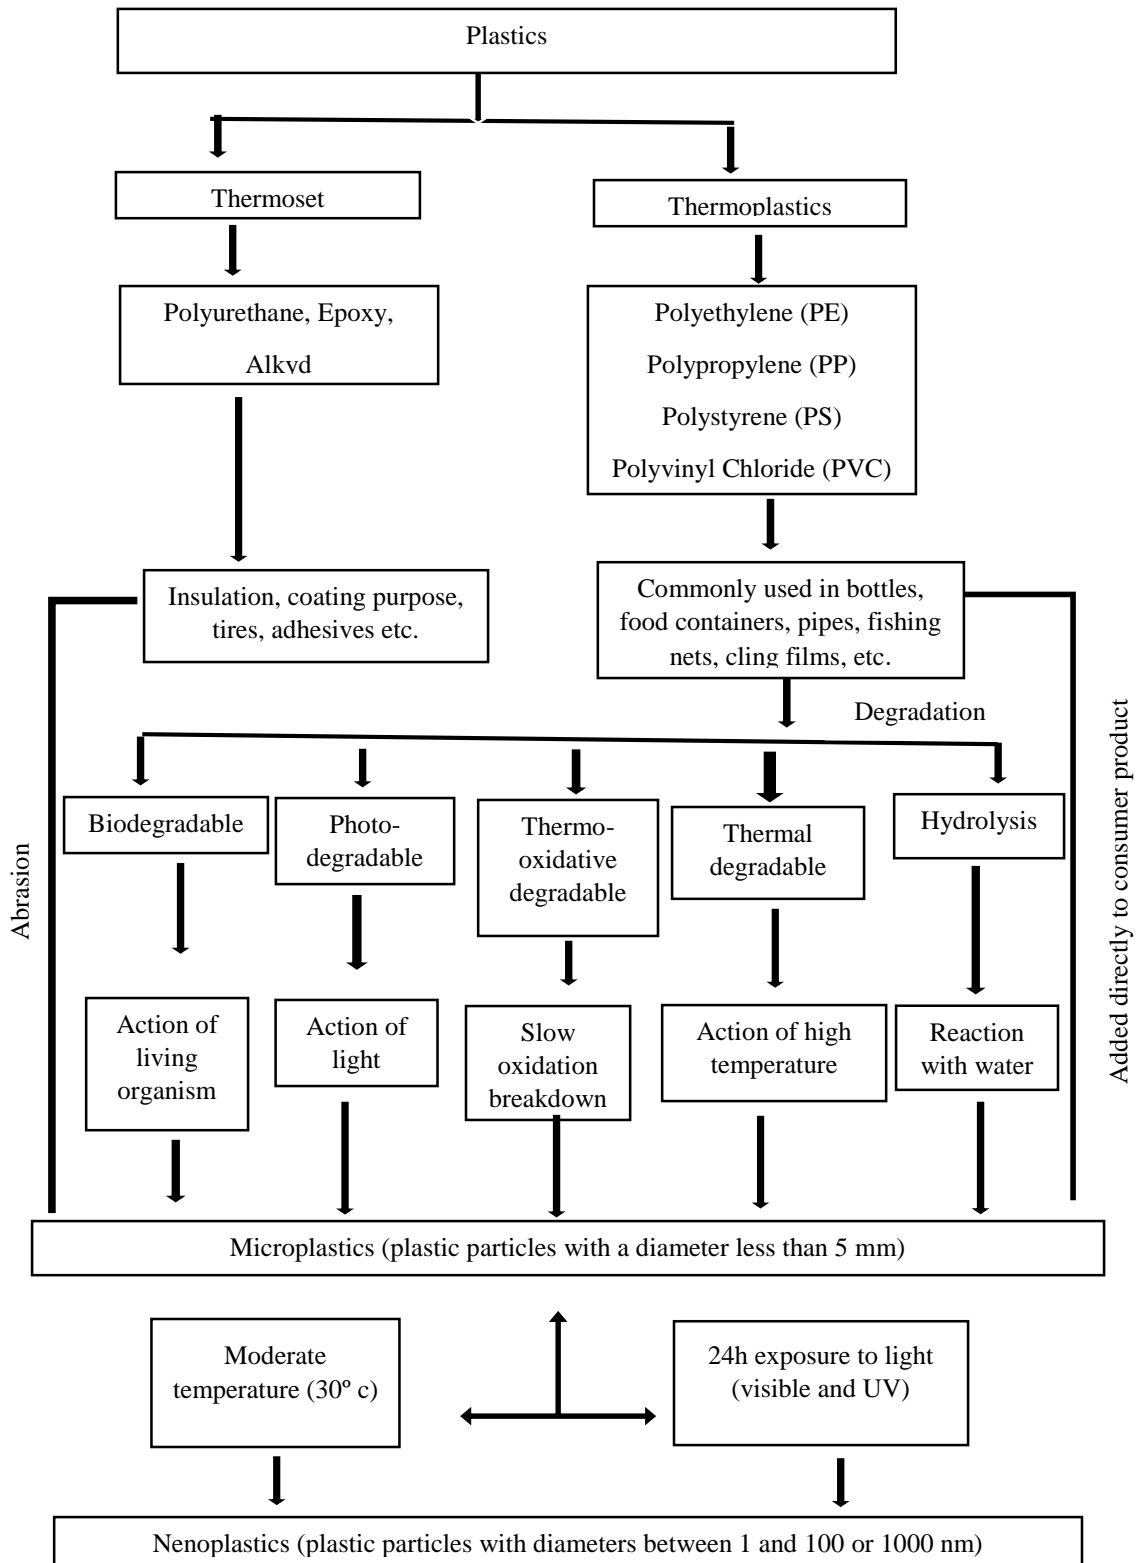 Plastics
Thermoset
Thermoplastics
Polyurethane, Epoxy,
Alkyd
Polyethylene (PE)
Polypropylene (PP)
Polystyrene (PS)
Polyvinyl Chloride (PVC)
Insulation, coating purpose,
tires, adhesives etc.
Commonly used in bottles,
food containers, pipes, fishing
nets, cling films, etc.
Degradation
Abrasion
Added directly to consumer product
Biodegradable
Photo-
degradable
Thermo-
oxidative
degradable
Thermal
degradable
Hydrolysis
Action of
living
organism
Action of
light
Slow
oxidation
breakdown
Action of high
temperature
Reaction
with water
Microplastics (plastic particles with a diameter less than 5 mm)
Moderate
temperature (30º c)
24h exposure to light
(visible and UV)
Nenoplastics (plastic particles with diameters between 1 and 100 or 1000 nm)